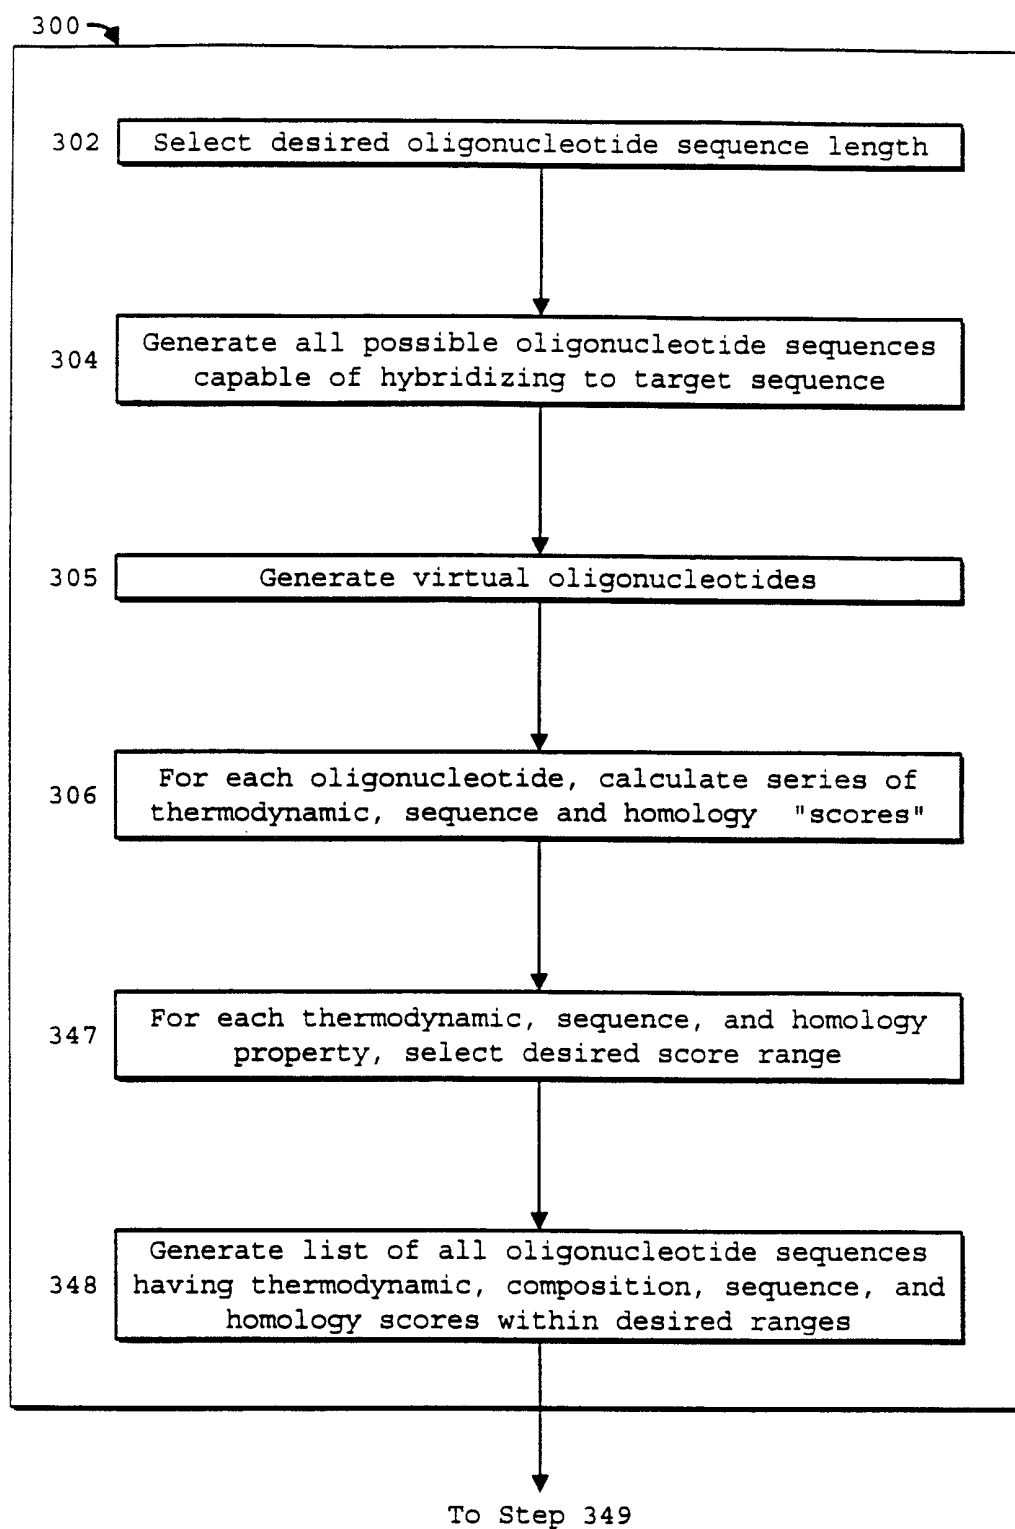 300
302
Select desired oligonucleotide sequence length
304
Generate all possible oligonucleotide sequences
capable of hybridizing to target sequence
305
Generate virtual oligonucleotides
306
For each oligonucleotide, calculate series of
thermodynamic, sequence and homology "scores"
347
For each thermodynamic, sequence, and homology
property, select desired score range
348
Generate list of all oligonucleotide sequences
having thermodynamic, composition, sequence, and
homology scores within desired ranges
To Step 349